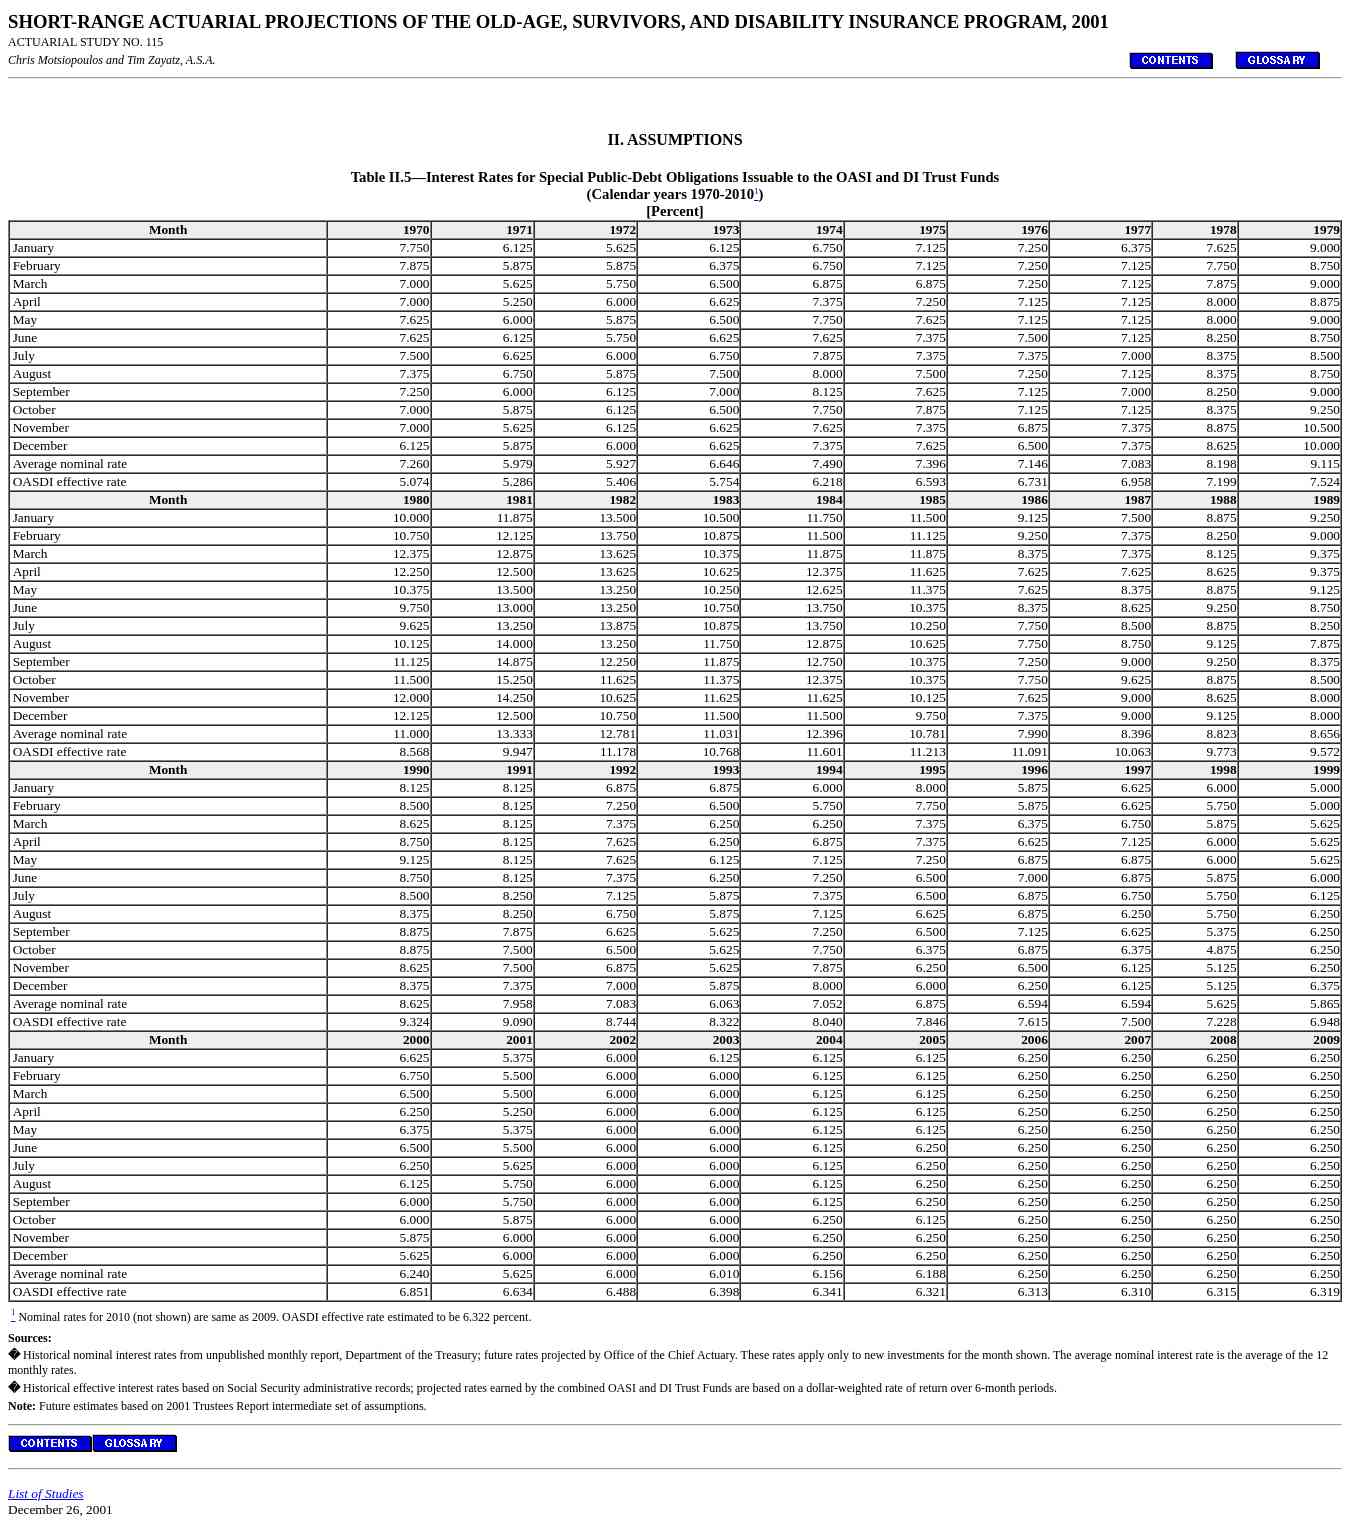 SHORT-RANGE ACTUARIAL PROJECTIONS OF THE OLD-AGE, SURVIVORS, AND DISABILITY INSURANCE PROGRAM, 2001
ACTUARIAL STUDY NO. 115
Chris Motsiopoulos and Tim Zayatz, A.S.A. CONTENTS GLOSSARY
II. ASSUMPTIONS
Table II.5—Interest Rates for Special Public-Debt Obligations Issuable to the OASI and DI Trust Funds
(Calendar years 1970-2010¹)
[Percent]
Month 1970 1971 1972 1973 1974 1975 1976 1977 1978 1979
January 7.750 6.125 5.625 6.125 6.750 7.125 7.250 6.375 7.625 9.000
February 7.875 5.875 5.875 6.375 6.750 7.125 7.250 7.125 7.750 8.750
March 7.000 5.625 5.750 6.500 6.875 6.875 7.250 7.125 7.875 9.000
April 7.000 5.250 6.000 6.625 7.375 7.250 7.125 7.125 8.000 8.875
May 7.625 6.000 5.875 6.500 7.750 7.625 7.125 7.125 8.000 9.000
June 7.625 6.125 5.750 6.625 7.625 7.375 7.500 7.125 8.250 8.750
July 7.500 6.625 6.000 6.750 7.875 7.375 7.375 7.000 8.375 8.500
August 7.375 6.750 5.875 7.500 8.000 7.500 7.250 7.125 8.375 8.750
September 7.250 6.000 6.125 7.000 8.125 7.625 7.125 7.000 8.250 9.000
October 7.000 5.875 6.125 6.500 7.750 7.875 7.125 7.125 8.375 9.250
November 7.000 5.625 6.125 6.625 7.625 7.375 6.875 7.375 8.875 10.500
December 6.125 5.875 6.000 6.625 7.375 7.625 6.500 7.375 8.625 10.000
Average nominal rate 7.260 5.979 5.927 6.646 7.490 7.396 7.146 7.083 8.198 9.115
OASDI effective rate 5.074 5.286 5.406 5.754 6.218 6.593 6.731 6.958 7.199 7.524
Month 1980 1981 1982 1983 1984 1985 1986 1987 1988 1989
January 10.000 11.875 13.500 10.500 11.750 11.500 9.125 7.500 8.875 9.250
February 10.750 12.125 13.750 10.875 11.500 11.125 9.250 7.375 8.250 9.000
March 12.375 12.875 13.625 10.375 11.875 11.875 8.375 7.375 8.125 9.375
April 12.250 12.500 13.625 10.625 12.375 11.625 7.625 7.625 8.625 9.375
May 10.375 13.500 13.250 10.250 12.625 11.375 7.625 8.375 8.875 9.125
June 9.750 13.000 13.250 10.750 13.750 10.375 8.375 8.625 9.250 8.750
July 9.625 13.250 13.875 10.875 13.750 10.250 7.750 8.500 8.875 8.250
August 10.125 14.000 13.250 11.750 12.875 10.625 7.750 8.750 9.125 7.875
September 11.125 14.875 12.250 11.875 12.750 10.375 7.250 9.000 9.250 8.375
October 11.500 15.250 11.625 11.375 12.375 10.375 7.750 9.625 8.875 8.500
November 12.000 14.250 10.625 11.625 11.625 10.125 7.625 9.000 8.625 8.000
December 12.125 12.500 10.750 11.500 11.500 9.750 7.375 9.000 9.125 8.000
Average nominal rate 11.000 13.333 12.781 11.031 12.396 10.781 7.990 8.396 8.823 8.656
OASDI effective rate 8.568 9.947 11.178 10.768 11.601 11.213 11.091 10.063 9.773 9.572
Month 1990 1991 1992 1993 1994 1995 1996 1997 1998 1999
January 8.125 8.125 6.875 6.875 6.000 8.000 5.875 6.625 6.000 5.000
February 8.500 8.125 7.250 6.500 5.750 7.750 5.875 6.625 5.750 5.000
March 8.625 8.125 7.375 6.250 6.250 7.375 6.375 6.750 5.875 5.625
April 8.750 8.125 7.625 6.250 6.875 7.375 6.625 7.125 6.000 5.625
May 9.125 8.125 7.625 6.125 7.125 7.250 6.875 6.875 6.000 5.625
June 8.750 8.125 7.375 6.250 7.250 6.500 7.000 6.875 5.875 6.000
July 8.500 8.250 7.125 5.875 7.375 6.500 6.875 6.750 5.750 6.125
August 8.375 8.250 6.750 5.875 7.125 6.625 6.875 6.250 5.750 6.250
September 8.875 7.875 6.625 5.625 7.250 6.500 7.125 6.625 5.375 6.250
October 8.875 7.500 6.500 5.625 7.750 6.375 6.875 6.375 4.875 6.250
November 8.625 7.500 6.875 5.625 7.875 6.250 6.500 6.125 5.125 6.250
December 8.375 7.375 7.000 5.875 8.000 6.000 6.250 6.125 5.125 6.375
Average nominal rate 8.625 7.958 7.083 6.063 7.052 6.875 6.594 6.594 5.625 5.865
OASDI effective rate 9.324 9.090 8.744 8.322 8.040 7.846 7.615 7.500 7.228 6.948
Month 2000 2001 2002 2003 2004 2005 2006 2007 2008 2009
January 6.625 5.375 6.000 6.125 6.125 6.125 6.250 6.250 6.250 6.250
February 6.750 5.500 6.000 6.000 6.125 6.125 6.250 6.250 6.250 6.250
March 6.500 5.500 6.000 6.000 6.125 6.125 6.250 6.250 6.250 6.250
April 6.250 5.250 6.000 6.000 6.125 6.125 6.250 6.250 6.250 6.250
May 6.375 5.375 6.000 6.000 6.125 6.125 6.250 6.250 6.250 6.250
June 6.500 5.500 6.000 6.000 6.125 6.250 6.250 6.250 6.250 6.250
July 6.250 5.625 6.000 6.000 6.125 6.250 6.250 6.250 6.250 6.250
August 6.125 5.750 6.000 6.000 6.125 6.250 6.250 6.250 6.250 6.250
September 6.000 5.750 6.000 6.000 6.125 6.250 6.250 6.250 6.250 6.250
October 6.000 5.875 6.000 6.000 6.250 6.125 6.250 6.250 6.250 6.250
November 5.875 6.000 6.000 6.000 6.250 6.250 6.250 6.250 6.250 6.250
December 5.625 6.000 6.000 6.000 6.250 6.250 6.250 6.250 6.250 6.250
Average nominal rate 6.240 5.625 6.000 6.010 6.156 6.188 6.250 6.250 6.250 6.250
OASDI effective rate 6.851 6.634 6.488 6.398 6.341 6.321 6.313 6.310 6.315 6.319
¹ Nominal rates for 2010 (not shown) are same as 2009. OASDI effective rate estimated to be 6.322 percent.
Sources:
� Historical nominal interest rates from unpublished monthly report, Department of the Treasury; future rates projected by Office of the Chief Actuary. These rates apply only to new investments for the month shown. The average nominal interest rate is the average of the 12
monthly rates.
� Historical effective interest rates based on Social Security administrative records; projected rates earned by the combined OASI and DI Trust Funds are based on a dollar-weighted rate of return over 6-month periods.
Note: Future estimates based on 2001 Trustees Report intermediate set of assumptions.
CONTENTS GLOSSARY
List of Studies
December 26, 2001